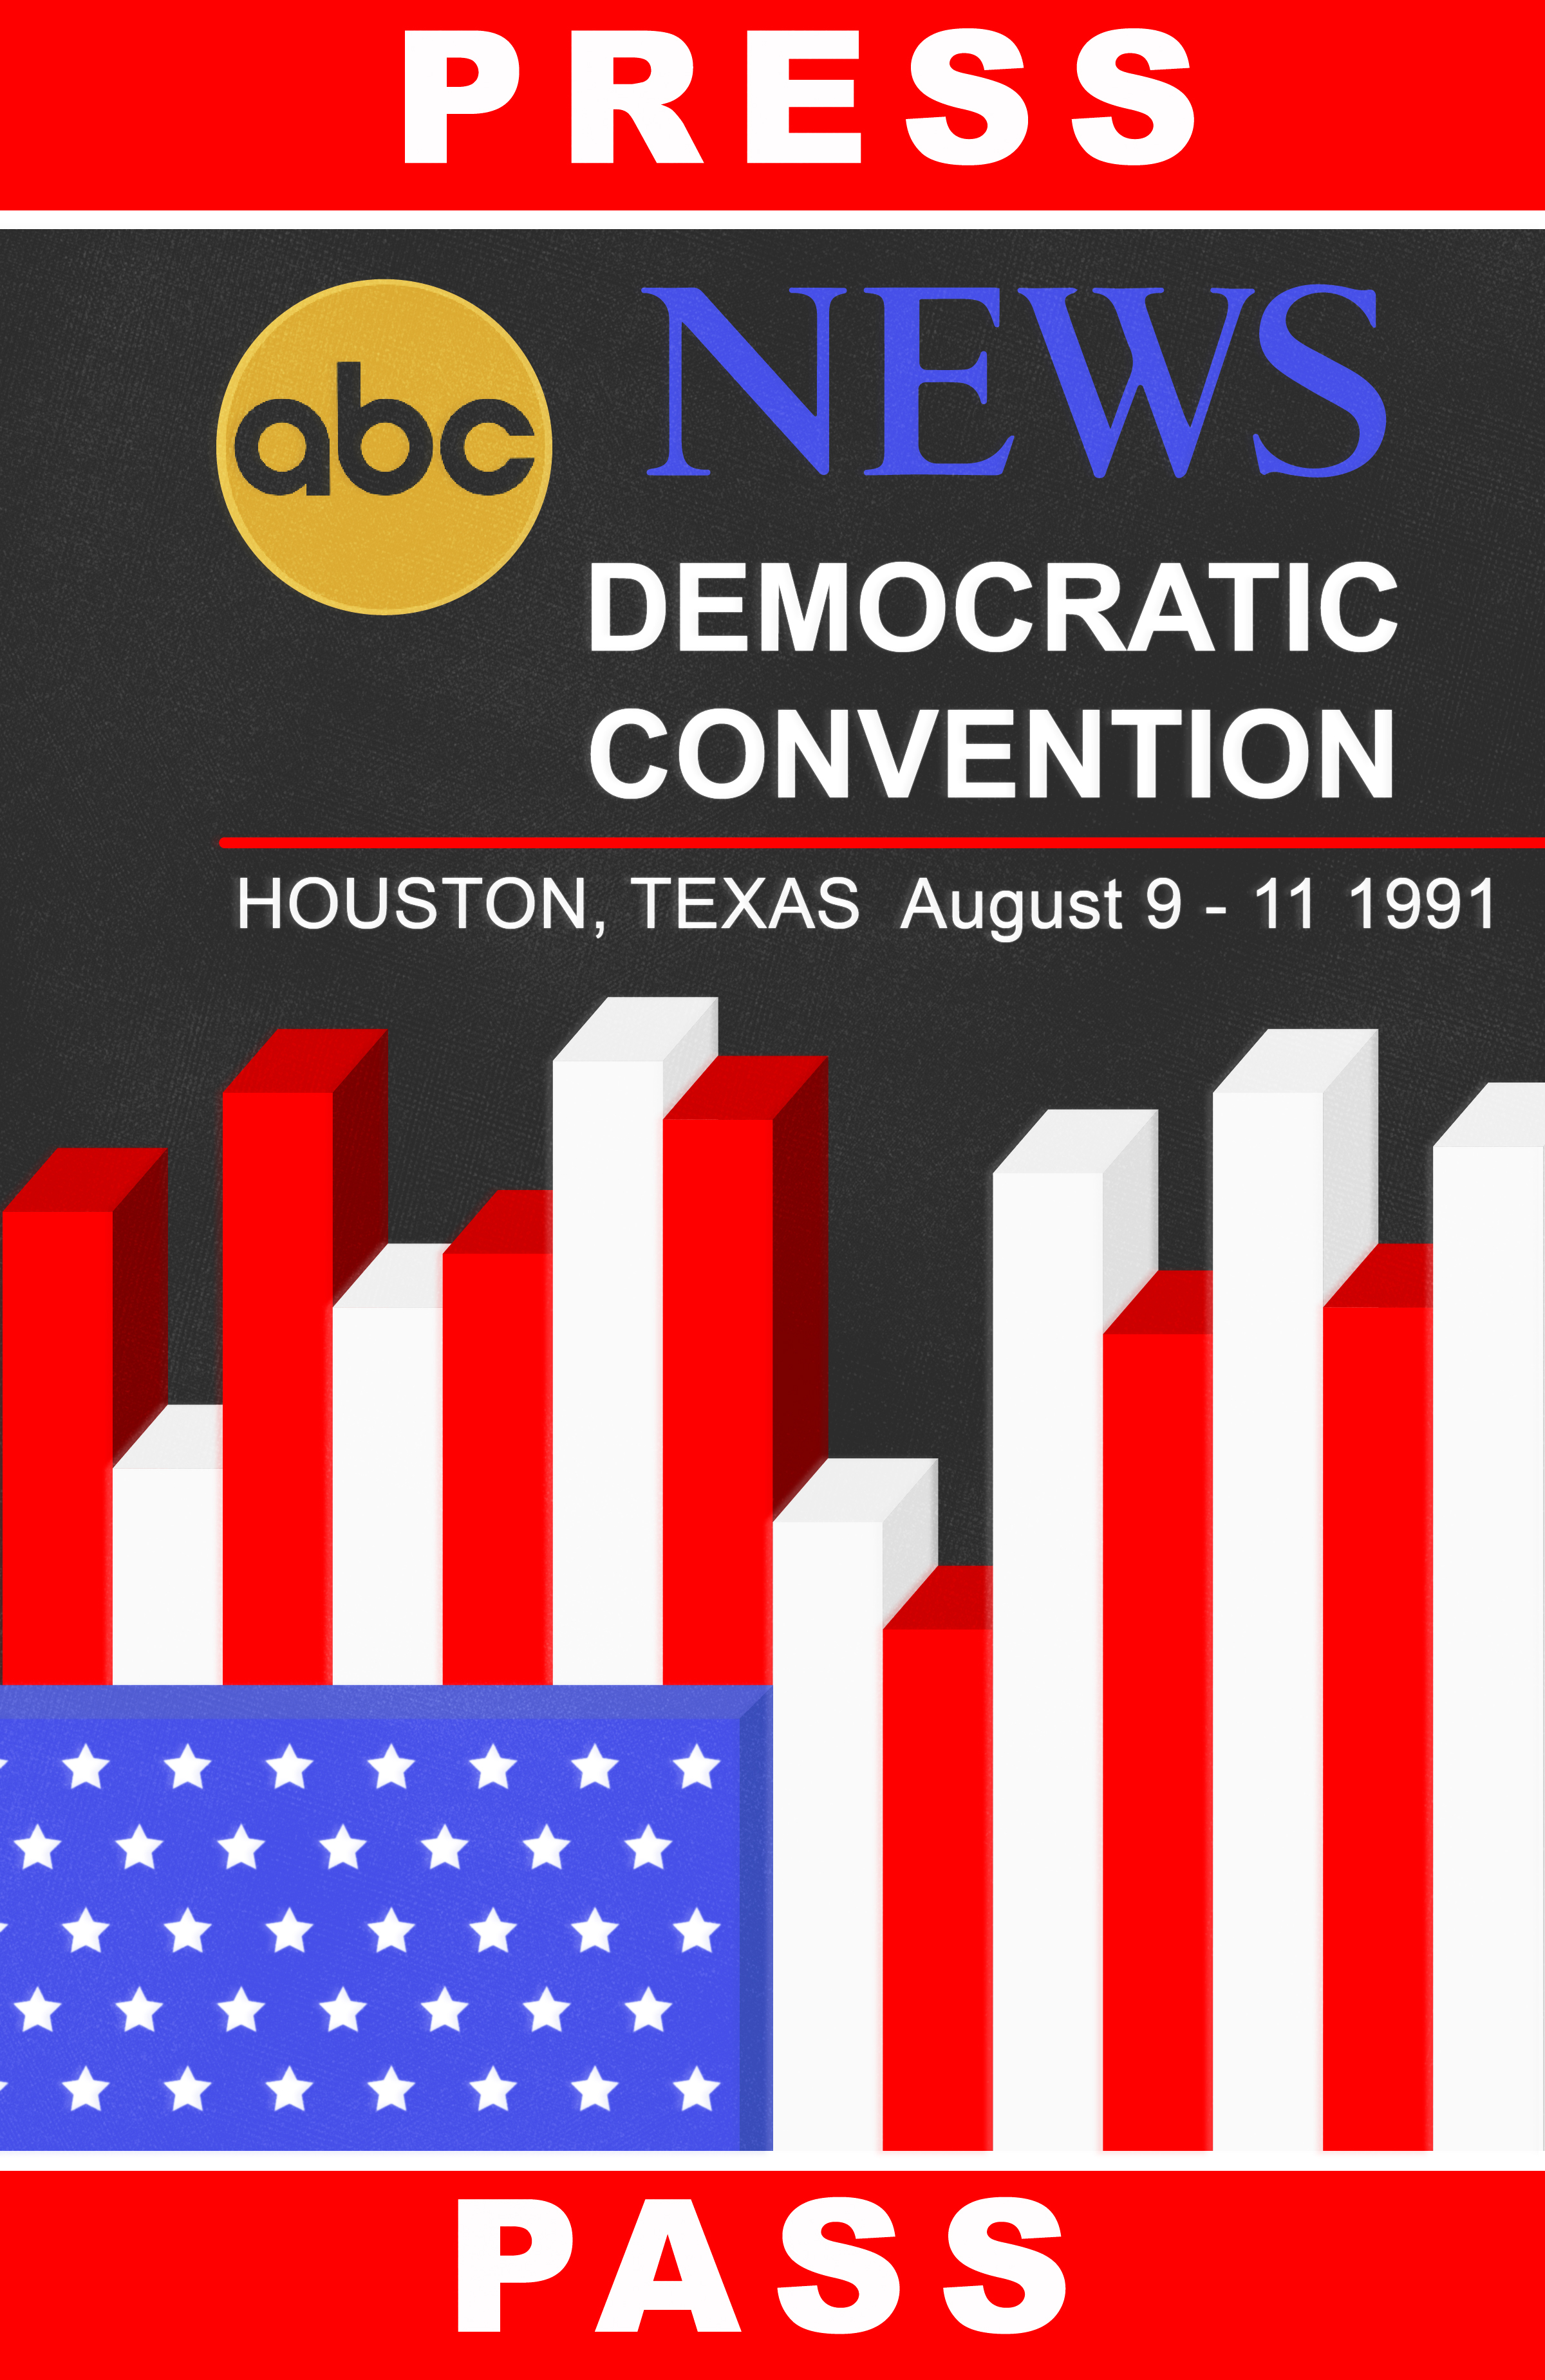 PRESS
abc NEWS
DEMOCRATIC
CONVENTION
HOUSTON, TEXAS August 9 - 11 1991
PASS